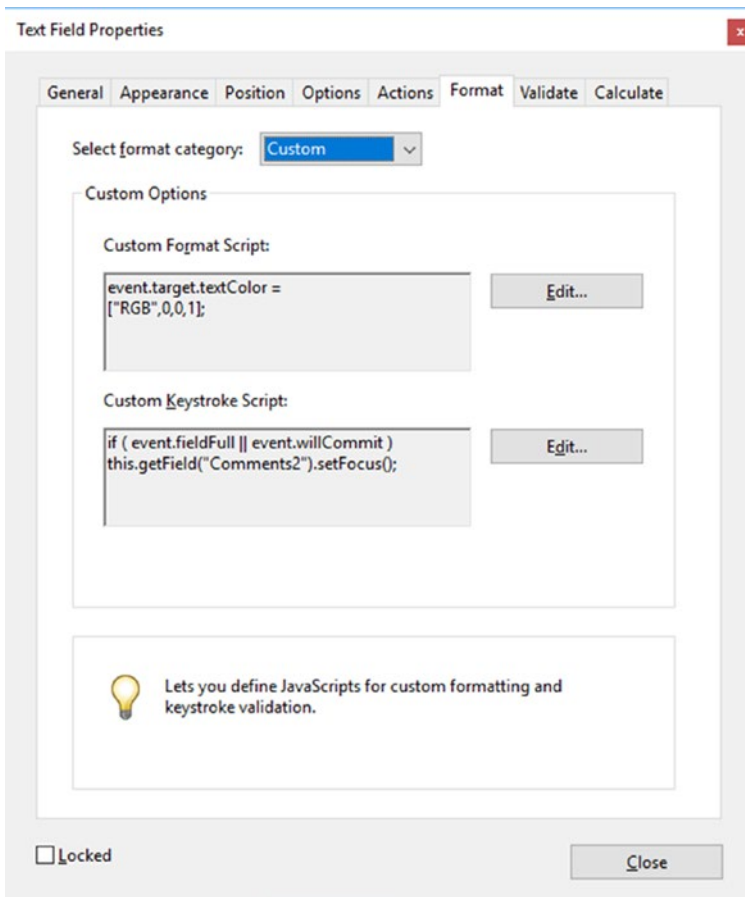 Text Field Properties
x
General Appearance Position Options Actions Format Validate Calculate
Select format category: Custom
Custom Options
Custom Format Script:
event.target.textColor =
["RGB",0,0,1];
Edit...
Custom Keystroke Script:
if ( event.fieldFull || event.willCommit )
this.getField("Comments2").setFocus();
Edit...
Lets you define JavaScripts for custom formatting and
keystroke validation.
Locked
Close